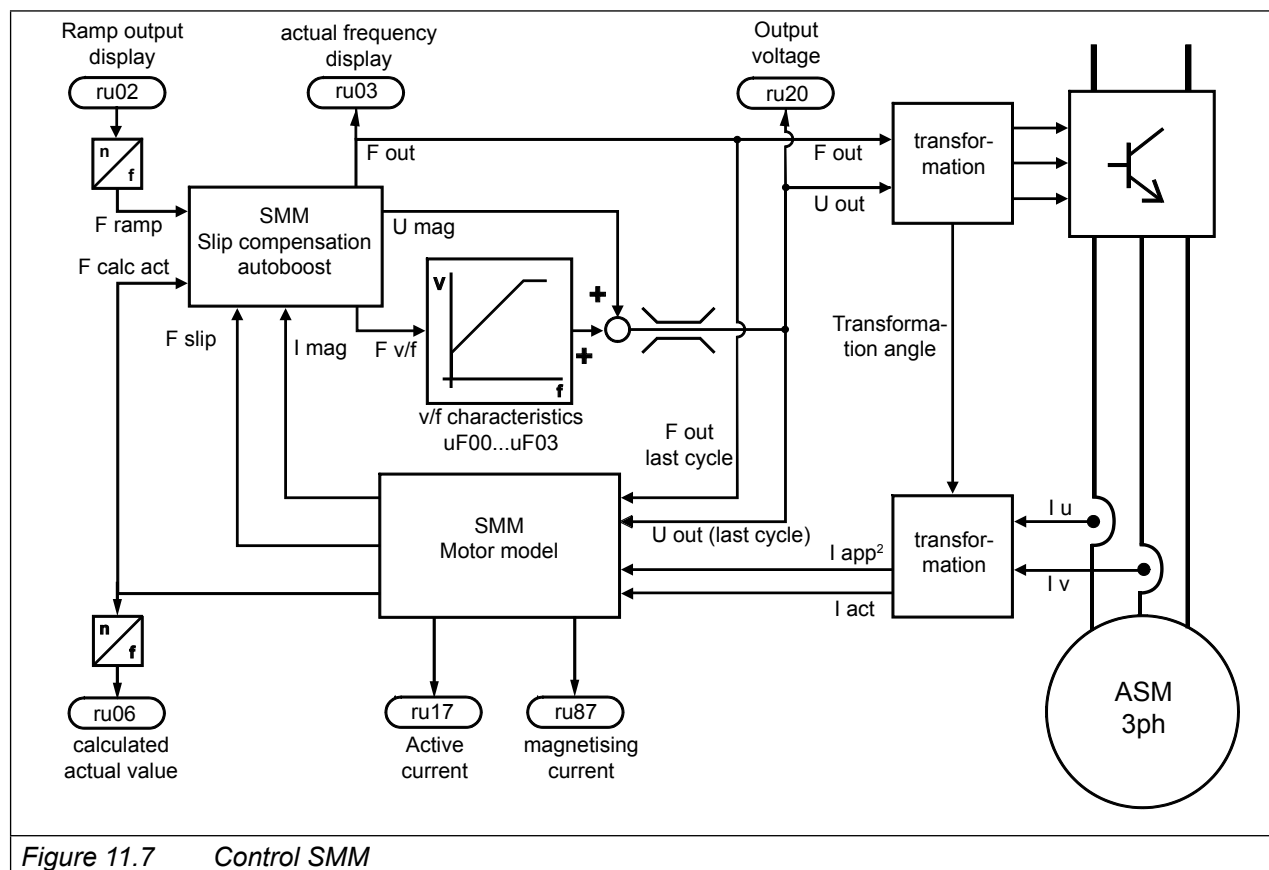 Ramp output
display
ru02
n
f
F ramp
actual frequency
display
ru03
F out
Output
voltage
ru20
F out
U out
transfor-
mation
SMM
Slip compensation
autoboost
U mag
F calc act
F slip
I mag
F v/f
V
f
+
+
v/f characteristics
uF00...uF03
Transforma-
tion angle
F out
last cycle
U out (last cycle)
SMM
Motor model
I app²
I act
transfor-
mation
I u
I v
n
f
ru06
calculated
actual value
ru17
Active
current
ru87
magnetising
current
ASM
3ph
Figure 11.7 Control SMM